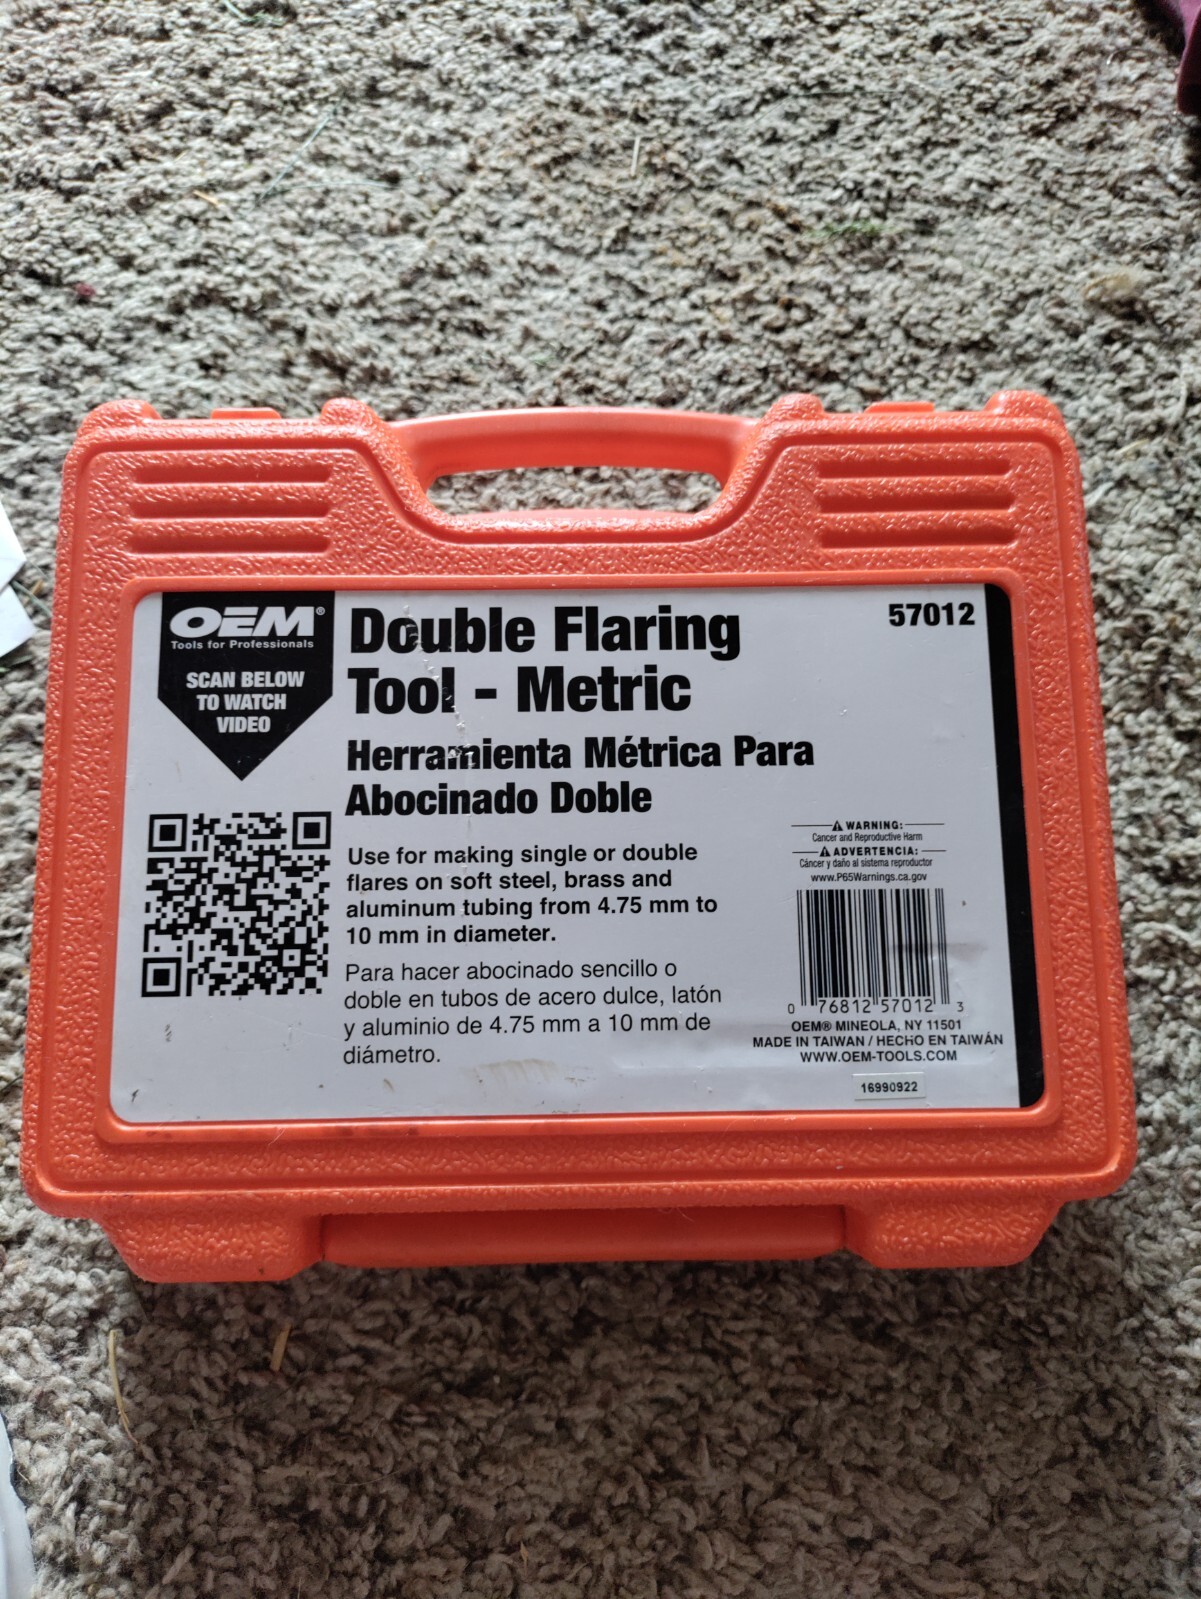 OEM®
Tools for Professionals
SCAN BELOW
TO WATCH
VIDEO
Double Flaring
Tool - Metric
57012
Herramienta Métrica Para
Abocinado Doble
Use for making single or double
flares on soft steel, brass and
aluminum tubing from 4.75 mm to
10 mm in diameter.
Para hacer abocinado sencillo o
doble en tubos de acero dulce, latón
y aluminio de 4.75 mm a 10 mm de
diámetro.
⚠ WARNING:
Cancer and Reproductive Harm
⚠ ADVERTENCIA:
Cáncer y daño al sistema reproductor
www.P65Warnings.ca.gov
0 76812 57012 3
OEM® MINEOLA, NY 11501
MADE IN TAIWAN / HECHO EN TAIWÁN
WWW.OEM-TOOLS.COM
16990922